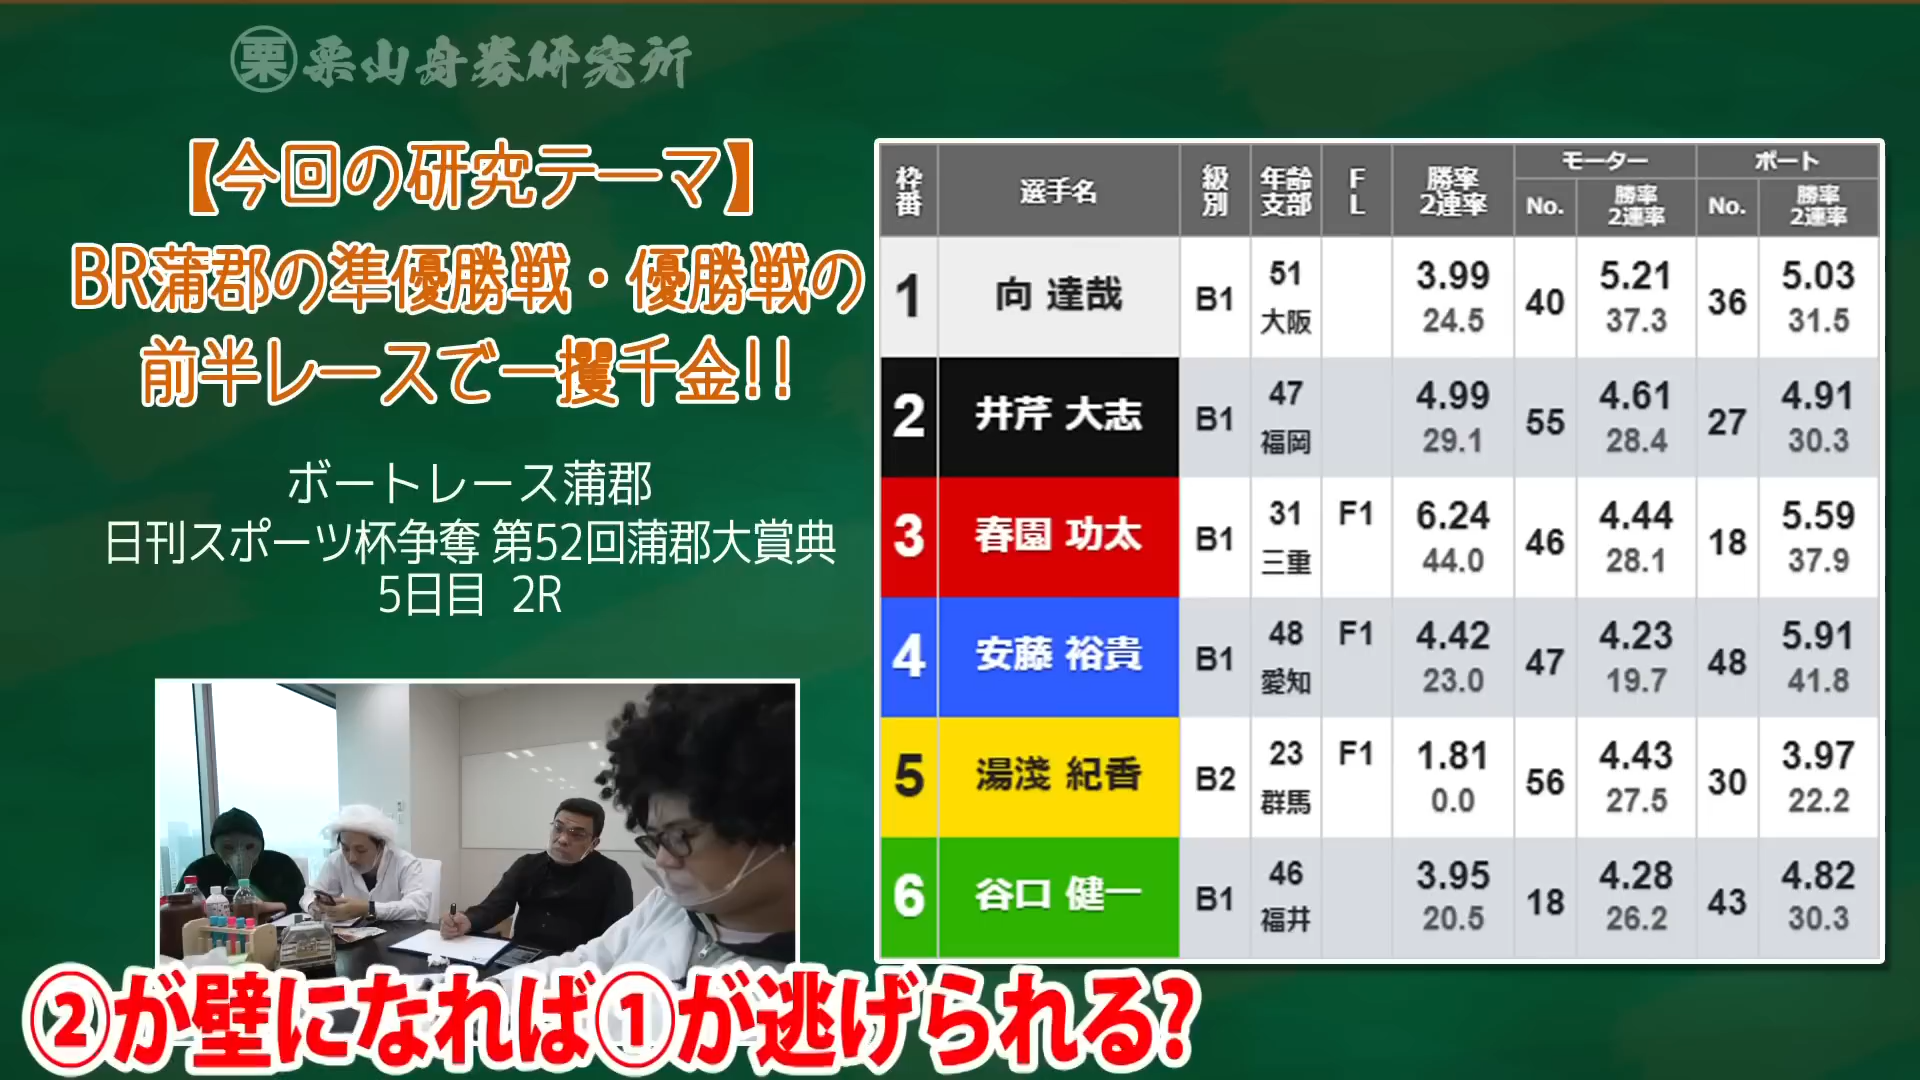 栗 栗山舟券研究所
【今回の研究テーマ】
BR蒲郡の準優勝戦・優勝戦の
前半レースで一攫千金!!
ボートレース蒲郡
日刊スポーツ杯争奪 第52回蒲郡大賞典
5日目 2R
枠番 選手名 級別 年齢支部 FL 勝率2連率 モーター ボート
No. 勝率2連率 No. 勝率2連率
1 向 達哉 B1 51 3.99 40 5.21 36 5.03
大阪 24.5 37.3 31.5
2 井芹 大志 B1 47 4.99 55 4.61 27 4.91
福岡 29.1 28.4 30.3
3 春園 功太 B1 31 F1 6.24 46 4.44 18 5.59
三重 44.0 28.1 37.9
4 安藤 裕貴 B1 48 F1 4.42 47 4.23 48 5.91
愛知 23.0 19.7 41.8
5 湯淺 紀香 B2 23 F1 1.81 56 4.43 30 3.97
群馬 0.0 27.5 22.2
6 谷口 健一 B1 46 3.95 18 4.28 43 4.82
福井 20.5 26.2 30.3
②が壁になれば①が逃げられる?